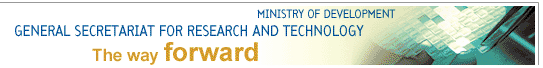 MINISTRY OF DEVELOPMENT
GENERAL SECRETARIAT FOR RESEARCH AND TECHNOLOGY
The way forward